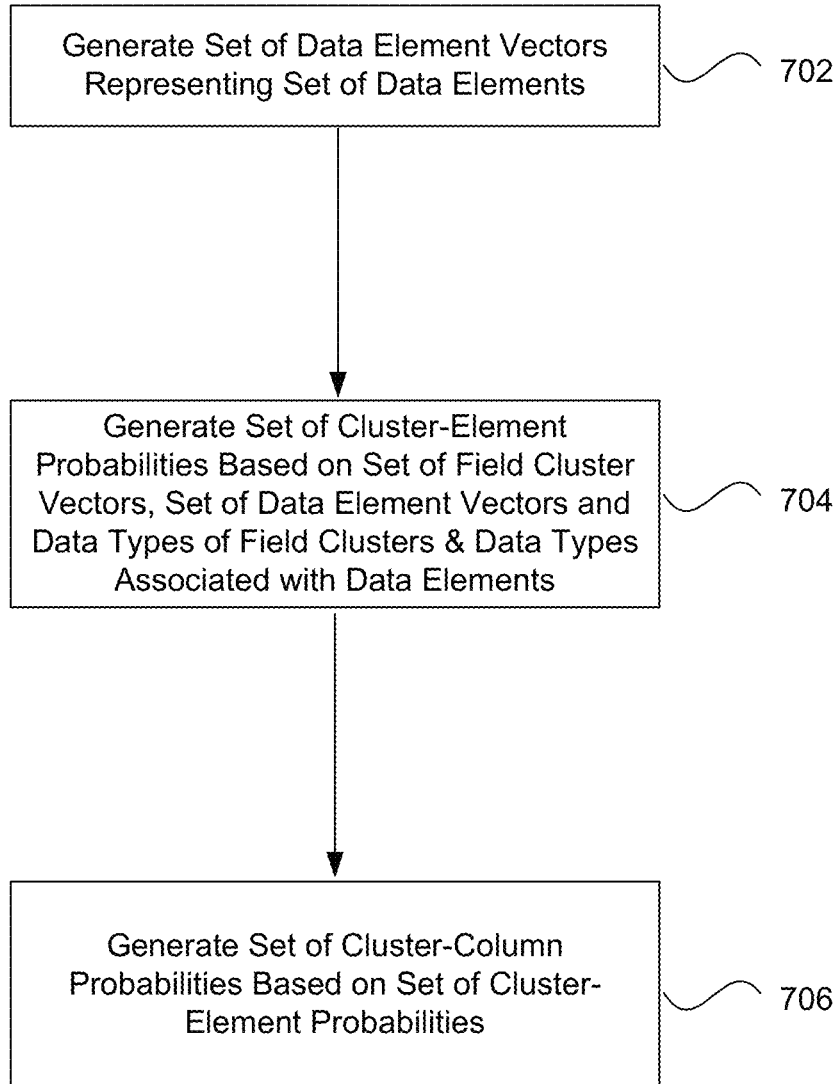 Generate Set of Data Element Vectors
Representing Set of Data Elements
702
Generate Set of Cluster-Element
Probabilities Based on Set of Field Cluster
Vectors, Set of Data Element Vectors and
Data Types of Field Clusters & Data Types
Associated with Data Elements
704
Generate Set of Cluster-Column
Probabilities Based on Set of Cluster-
Element Probabilities
706